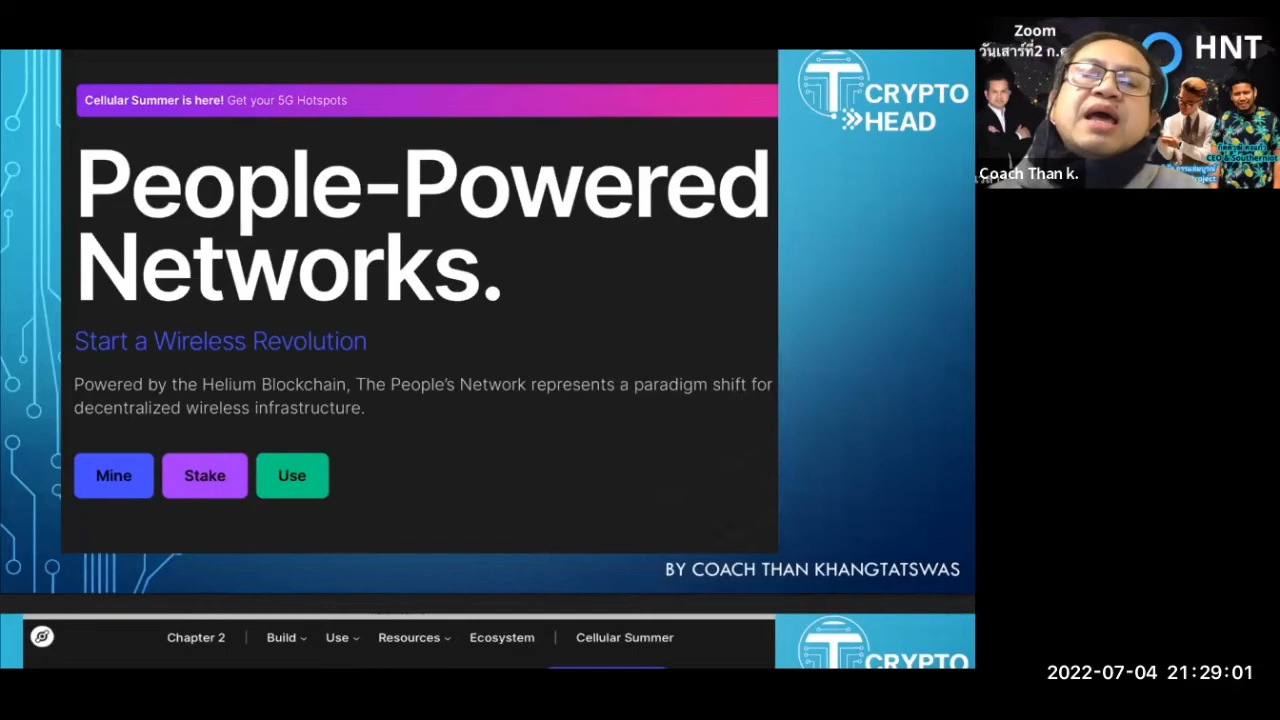 Cellular Summer is here! Get your 5G Hotspots
People-Powered
Networks.
Start a Wireless Revolution
Powered by the Helium Blockchain, The People's Network represents a paradigm shift for
decentralized wireless infrastructure.
Mine
Stake
Use
CRYPTO
HEAD
BY COACH THAN KHANGTATSWAS
Chapter 2
Build
Use
Resources
Ecosystem
Cellular Summer
CRYPTO
Zoom
วันเสาร์ที่2 ก.
HNT
CEO & Southerniot
Coach Than k.
2022-07-04 21:29:01